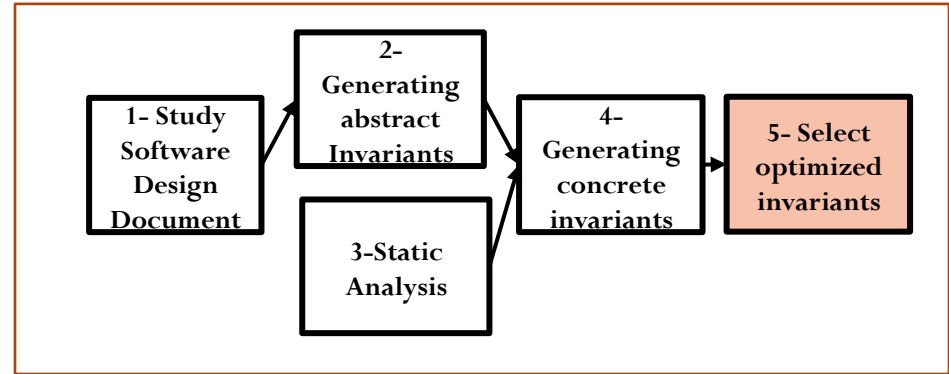 1- Study
Software
Design
Document
2-
Generating
abstract
Invariants
3-Static
Analysis
4-
Generating
concrete
invariants
5- Select
optimized
invariants